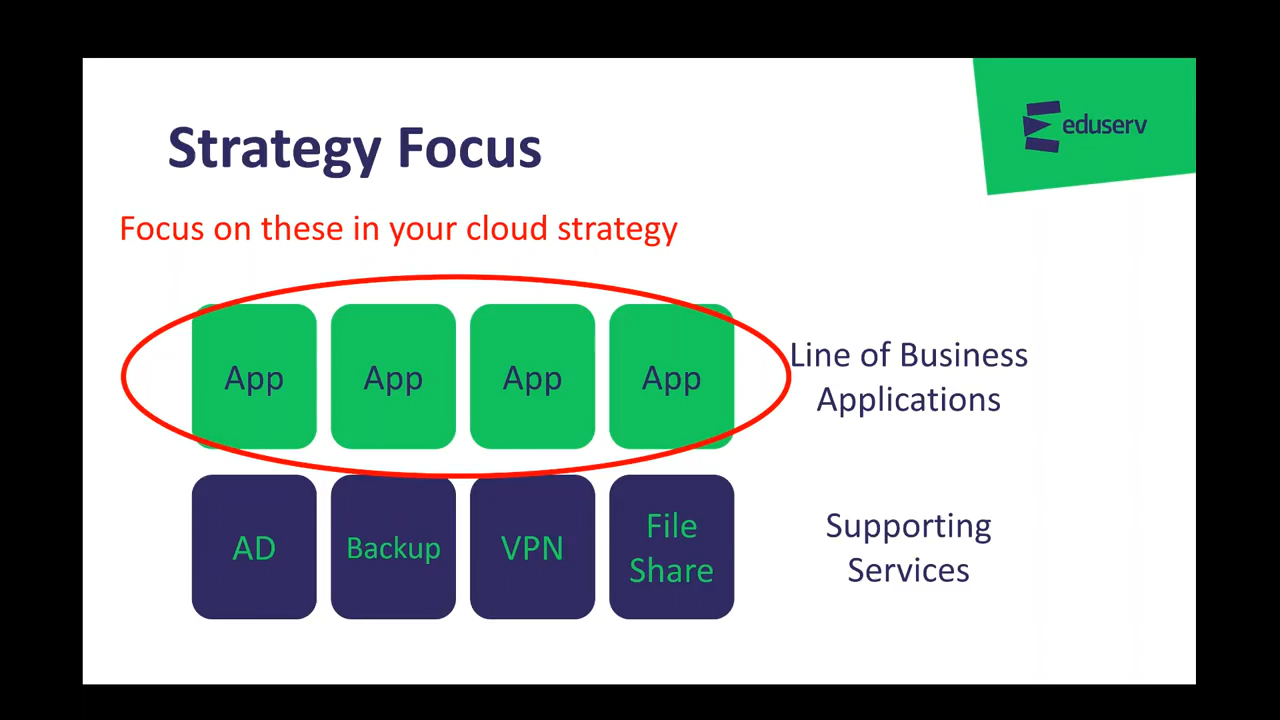 eduserv
Strategy Focus
Focus on these in your cloud strategy
App App App App
Line of Business
Applications
AD Backup VPN File
Share
Supporting
Services